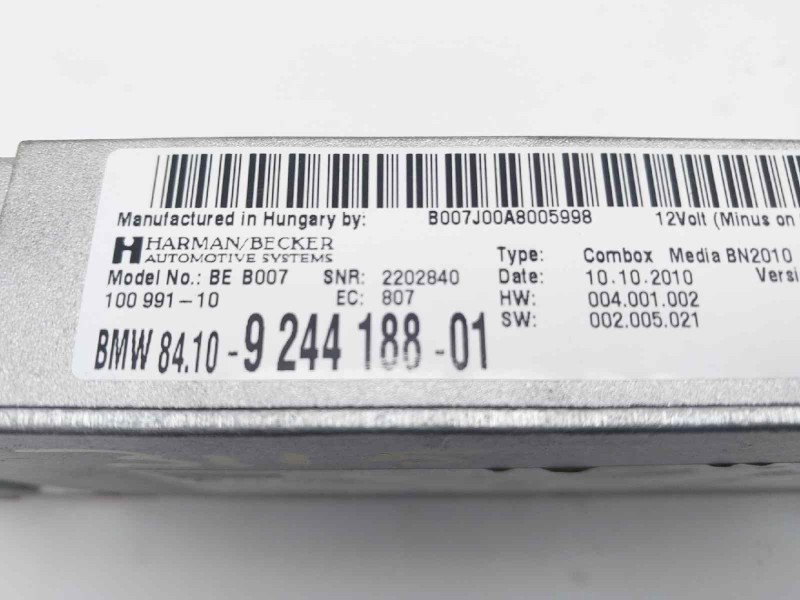 Manufactured in Hungary by: B007J00A8005998 12Volt (Minus on
HARMAN/BECKER
AUTOMOTIVE SYSTEMS
Type: Combox Media BN2010
Model No.: BE B007 SNR: 2202840 Date: 10.10.2010 Versi
100 991-10 EC: 807 HW: 004.001.002
SW: 002.005.021
BMW 84.10 - 9 244 188 - 01